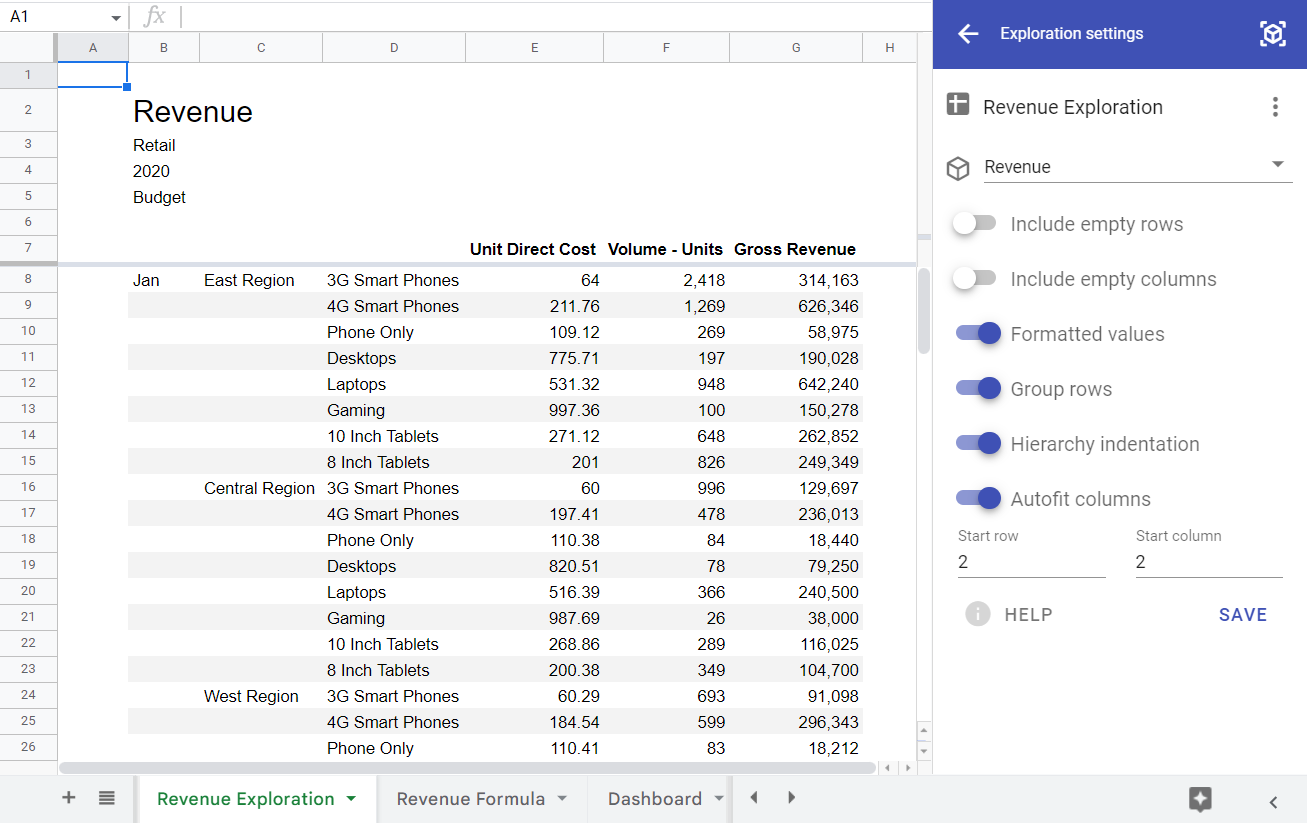 A1 fx
Exploration settings
A B C D E F G H
1
2 Revenue
3 Retail
4 2020
5 Budget
6
7 Unit Direct Cost Volume - Units Gross Revenue
8 Jan East Region 3G Smart Phones 64 2,418 314,163
9 4G Smart Phones 211.76 1,269 626,346
10 Phone Only 109.12 269 58,975
11 Desktops 775.71 197 190,028
12 Laptops 531.32 948 642,240
13 Gaming 997.36 100 150,278
14 10 Inch Tablets 271.12 648 262,852
15 8 Inch Tablets 201 826 249,349
16 Central Region 3G Smart Phones 60 996 129,697
17 4G Smart Phones 197.41 478 236,013
18 Phone Only 110.38 84 18,440
19 Desktops 820.51 78 79,250
20 Laptops 516.39 366 240,500
21 Gaming 987.69 26 38,000
22 10 Inch Tablets 268.86 289 116,025
23 8 Inch Tablets 200.38 349 104,700
24 West Region 3G Smart Phones 60.29 693 91,098
25 4G Smart Phones 184.54 599 296,343
26 Phone Only 110.41 83 18,212
Revenue Exploration
Revenue
Include empty rows
Include empty columns
Formatted values
Group rows
Hierarchy indentation
Autofit columns
Start row Start column
2 2
HELP SAVE
Revenue Exploration Revenue Formula Dashboard